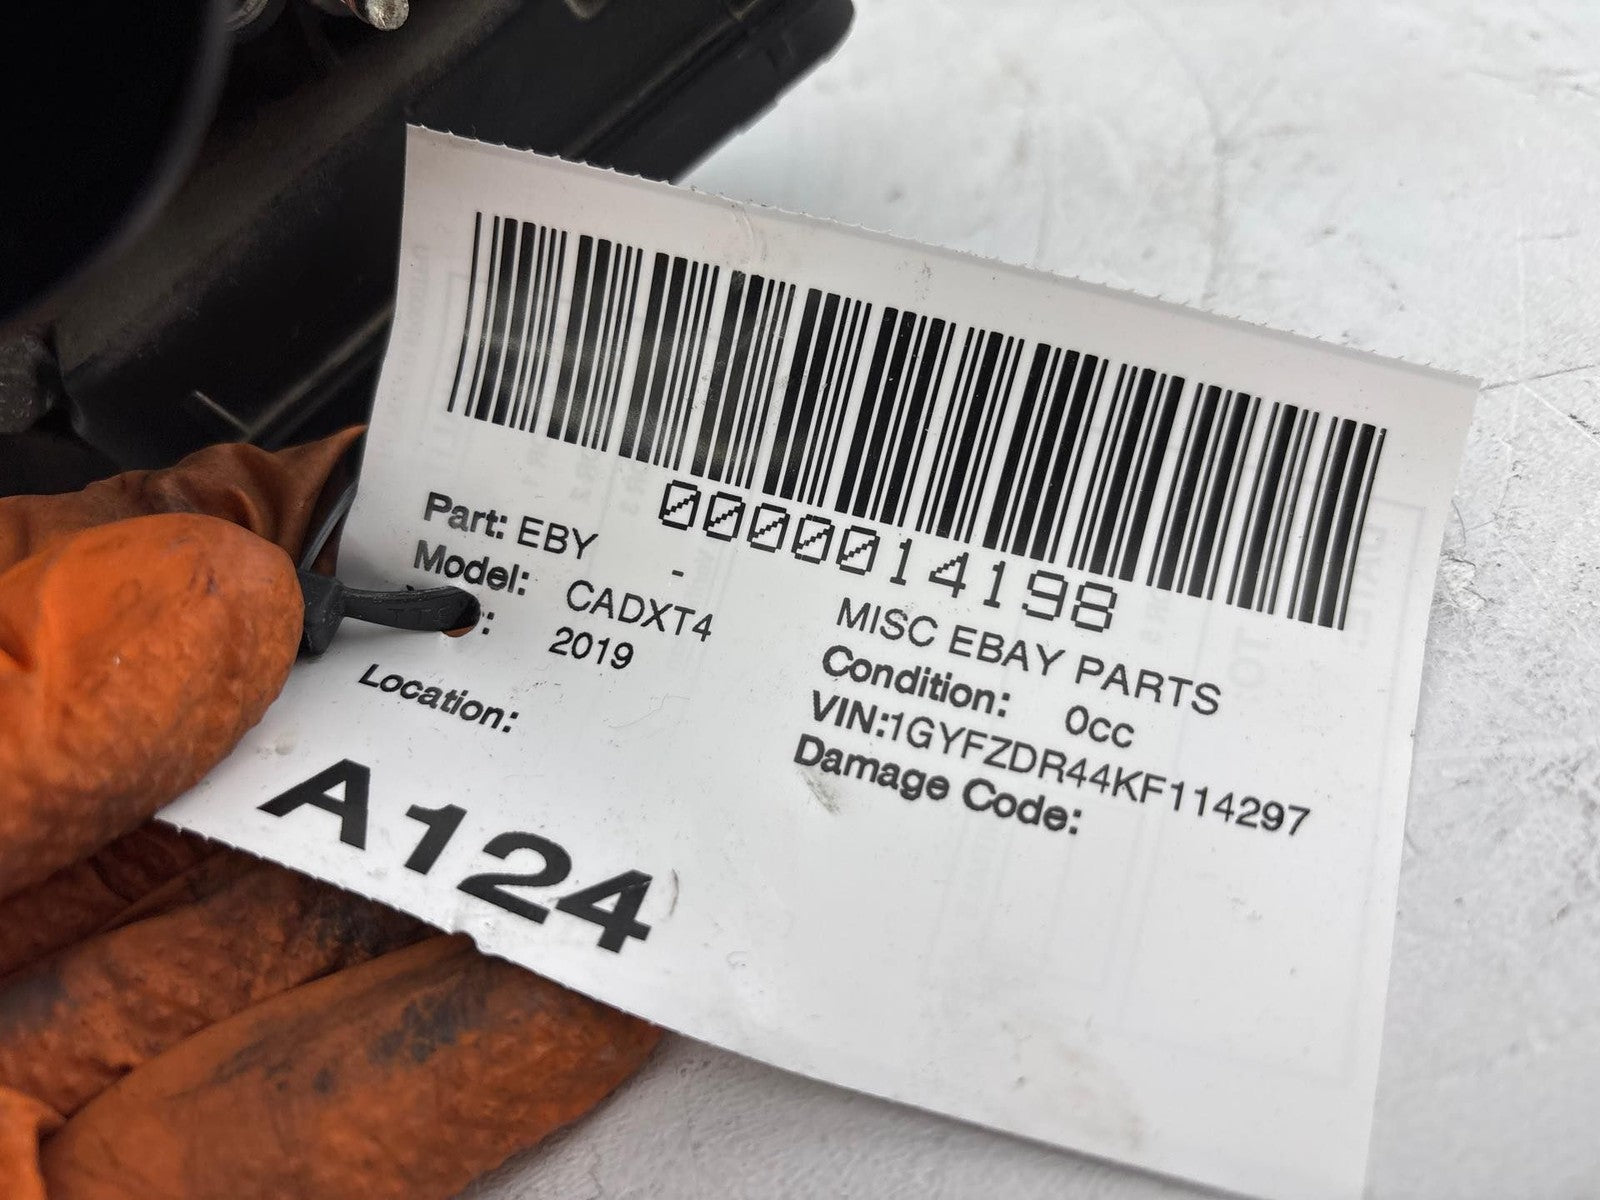 0000014198
Part: EBY -
Model: CADXT4
: 2019
Location:
A124
MISC EBAY PARTS
Condition: 0cc
VIN:1GYFZDR44KF114297
Damage Code: